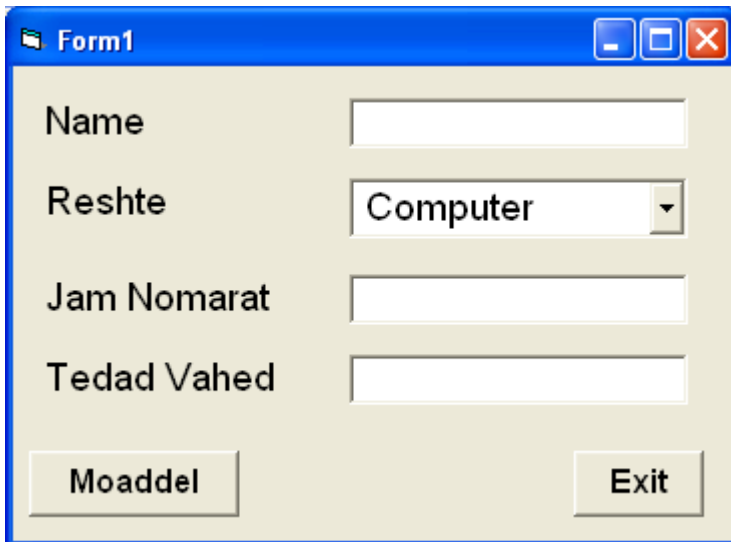 Form1
Name
Reshte Computer
Jam Nomarat
Tedad Vahed
Moaddel Exit